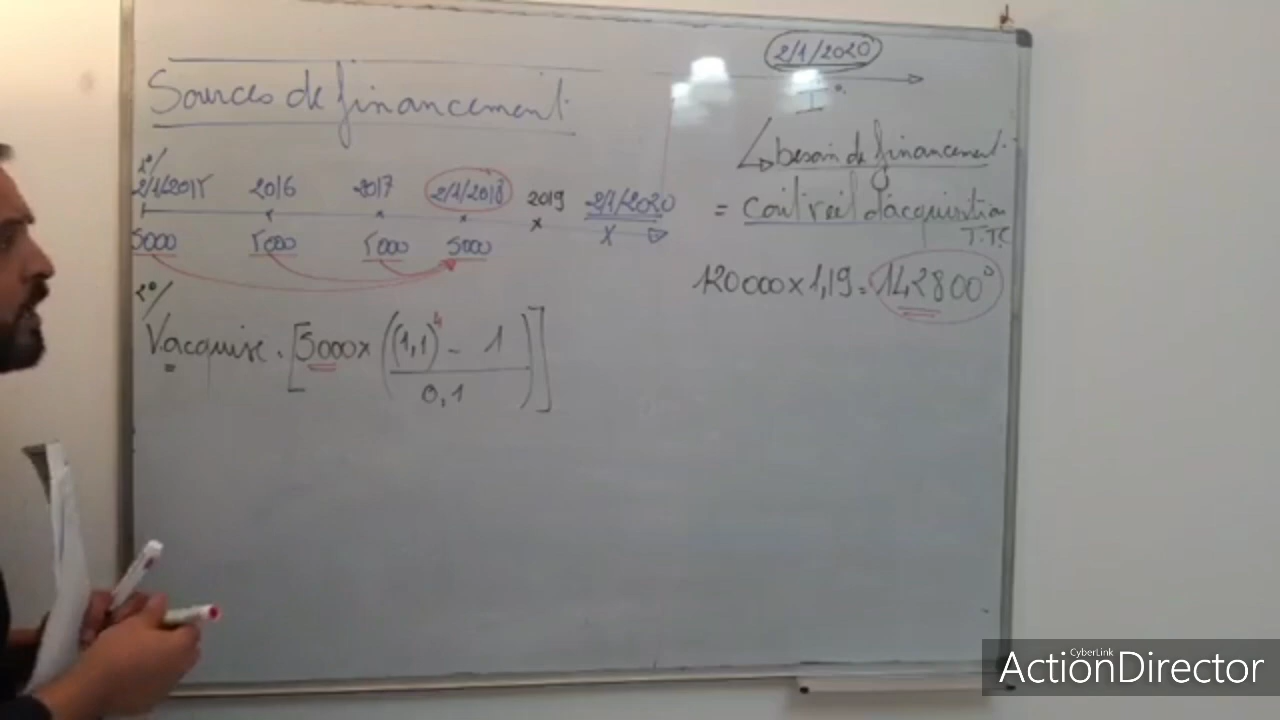 2/1/2020
I°
Sources de financement.
↳ besoin de financement.
1°/
2/1/2015 2016 2017 2/1/2018 2019 2/1/2020
= Coût réel d'acquisition
T.T.C
5000 5000 5000 5000
120000 x 1,19 = 142800
2°/
Vacquise = [5000 x ((1,1)⁴ - 1
0,1)]
CyberLink
ActionDirector